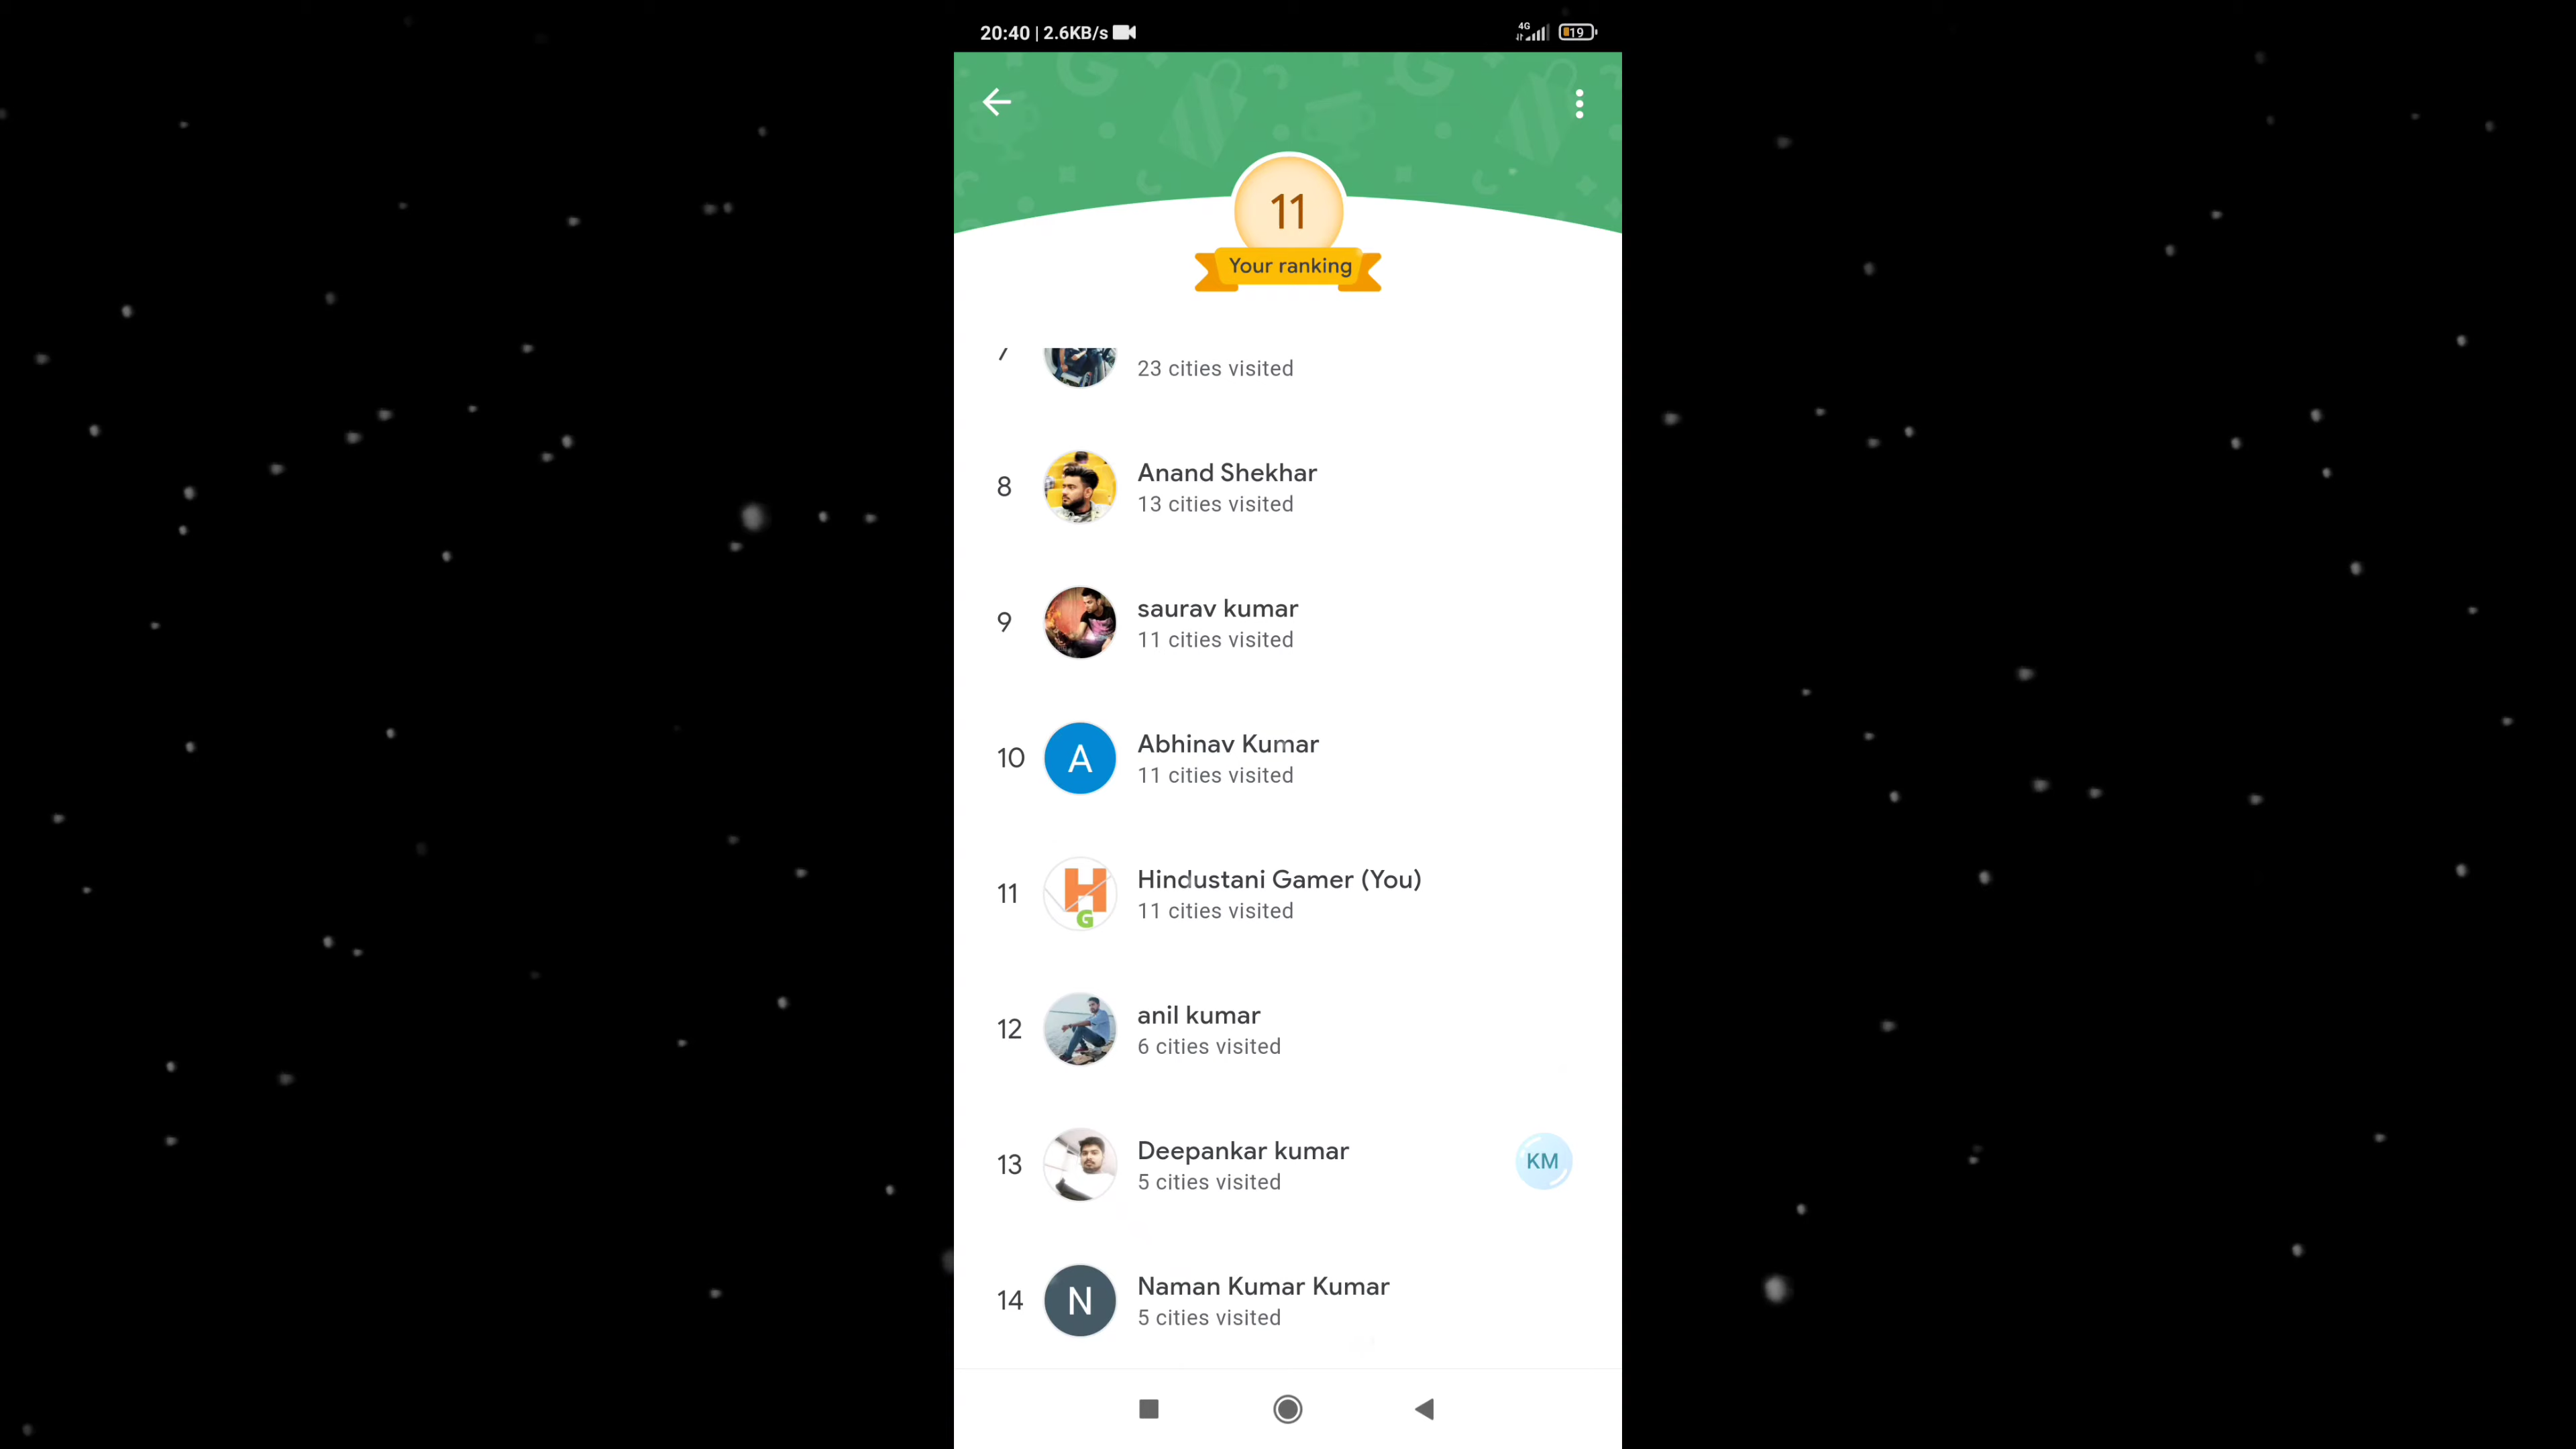 20:40 | 2.6KB/s
4G
19
11
Your ranking
23 cities visited
8
Anand Shekhar
13 cities visited
9
saurav kumar
11 cities visited
10
A
Abhinav Kumar
11 cities visited
11
H
G
Hindustani Gamer (You)
11 cities visited
12
anil kumar
6 cities visited
13
Deepankar kumar
5 cities visited
KM
14
N
Naman Kumar Kumar
5 cities visited